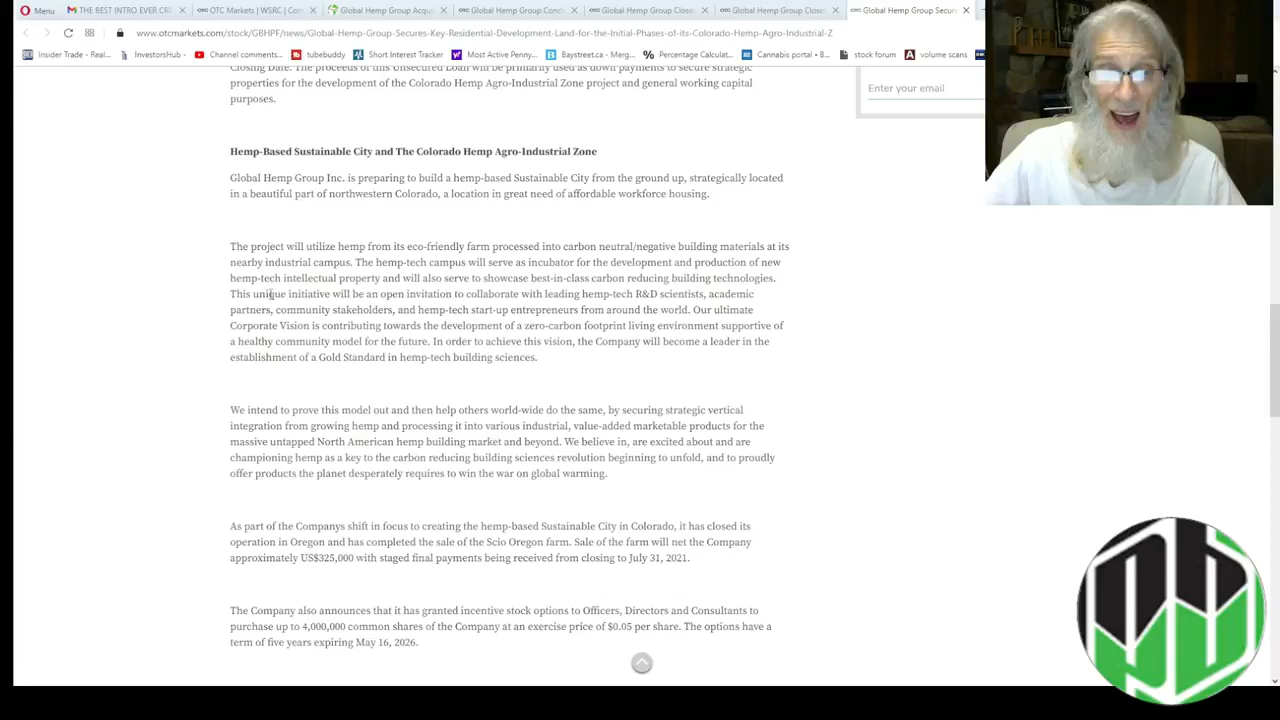 Menu
THE BEST INTRO EVER CRE
OTC Markets | WSRC | Com
Global Hemp Group Acqu
Global Hemp Group Conc
Global Hemp Group Close
Global Hemp Group Close
Global Hemp Group Secur
www.otcmarkets.com/stock/GBHPF/news/Global-Hemp-Group-Secures-Key-Residential-Development-Land-for-the-Initial-Phases-of-its-Colorado-Hemp-Agro-Industrial-Z
Insider Trade - Real...
InvestorsHub
Channel comments...
tubebuddy
Short Interest Tracker
Most Active Penny...
Baystreet.ca - Merg...
Percentage Calculat...
Cannabis portal • B...
stock forum
volume scans
Closing Date. The proceeds of this Unsecured Loan will be primarily used as down payments to secure strategic
properties for the development of the Colorado Hemp Agro-Industrial Zone project and general working capital
purposes.
Enter your email
Hemp-Based Sustainable City and The Colorado Hemp Agro-Industrial Zone
Global Hemp Group Inc. is preparing to build a hemp-based Sustainable City from the ground up, strategically located
in a beautiful part of northwestern Colorado, a location in great need of affordable workforce housing.
The project will utilize hemp from its eco-friendly farm processed into carbon neutral/negative building materials at its
nearby industrial campus. The hemp-tech campus will serve as incubator for the development and production of new
hemp-tech intellectual property and will also serve to showcase best-in-class carbon reducing building technologies.
This unique initiative will be an open invitation to collaborate with leading hemp-tech R&D scientists, academic
partners, community stakeholders, and hemp-tech start-up entrepreneurs from around the world. Our ultimate
Corporate Vision is contributing towards the development of a zero-carbon footprint living environment supportive of
a healthy community model for the future. In order to achieve this vision, the Company will become a leader in the
establishment of a Gold Standard in hemp-tech building sciences.
We intend to prove this model out and then help others world-wide do the same, by securing strategic vertical
integration from growing hemp and processing it into various industrial, value-added marketable products for the
massive untapped North American hemp building market and beyond. We believe in, are excited about and are
championing hemp as a key to the carbon reducing building sciences revolution beginning to unfold, and to proudly
offer products the planet desperately requires to win the war on global warming.
As part of the Companys shift in focus to creating the hemp-based Sustainable City in Colorado, it has closed its
operation in Oregon and has completed the sale of the Scio Oregon farm. Sale of the farm will net the Company
approximately US$325,000 with staged final payments being received from closing to July 31, 2021.
The Company also announces that it has granted incentive stock options to Officers, Directors and Consultants to
purchase up to 4,000,000 common shares of the Company at an exercise price of $0.05 per share. The options have a
term of five years expiring May 16, 2026.